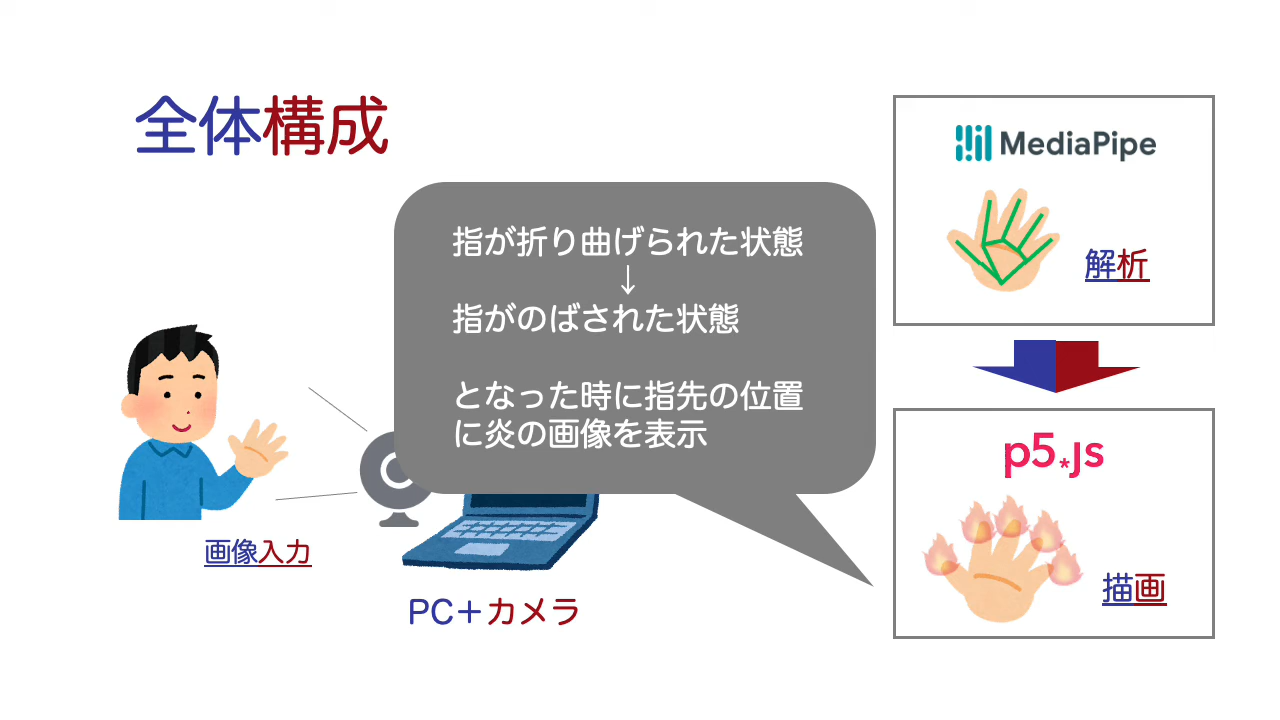 全体構成
指が折り曲げられた状態
↓
指がのばされた状態
となった時に指先の位置
に炎の画像を表示
画像入力
PC＋カメラ
MediaPipe
解析
p5*js
描画